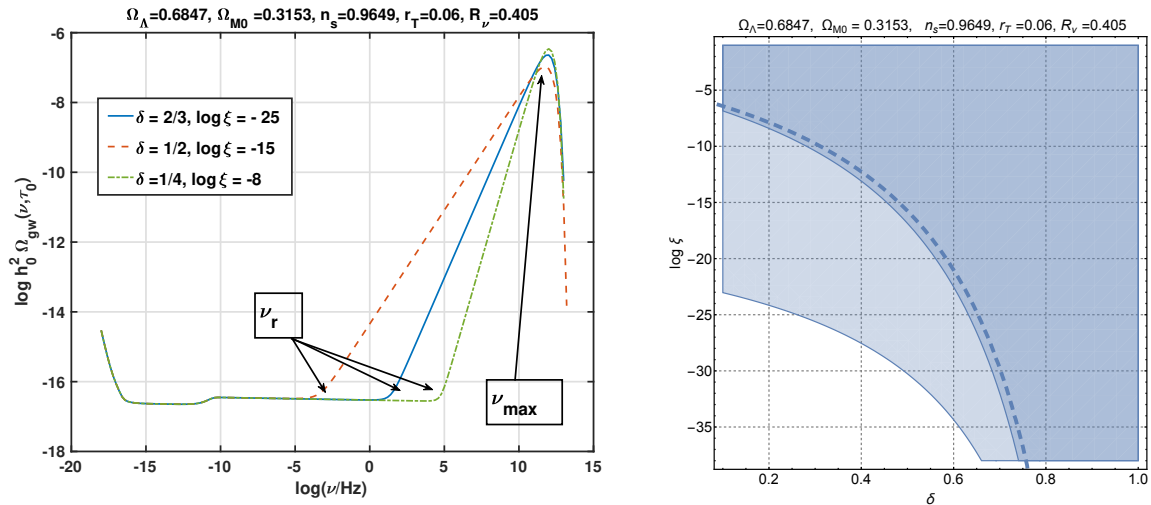 Ω_Λ=0.6847, Ω_M0 =0.3153, n_s=0.9649, r_T=0.06, R_ν=0.405
-6
-8
-10
-12
-14
-16
-18
log h_0^2 Ω_gw(ν,τ_0)
δ = 2/3, log ξ = - 25
δ = 1/2, log ξ = -15
δ =1/4, log ξ = -8
ν_r
ν_max
-20 -15 -10 -5 0 5 10 15
log(ν/Hz)
Ω_Λ=0.6847, Ω_M0 =0.3153, n_s=0.9649, r_T =0.06, R_ν =0.405
-5
-10
-15
-20
-25
-30
-35
log ξ
0.2 0.4 0.6 0.8 1.0
δ